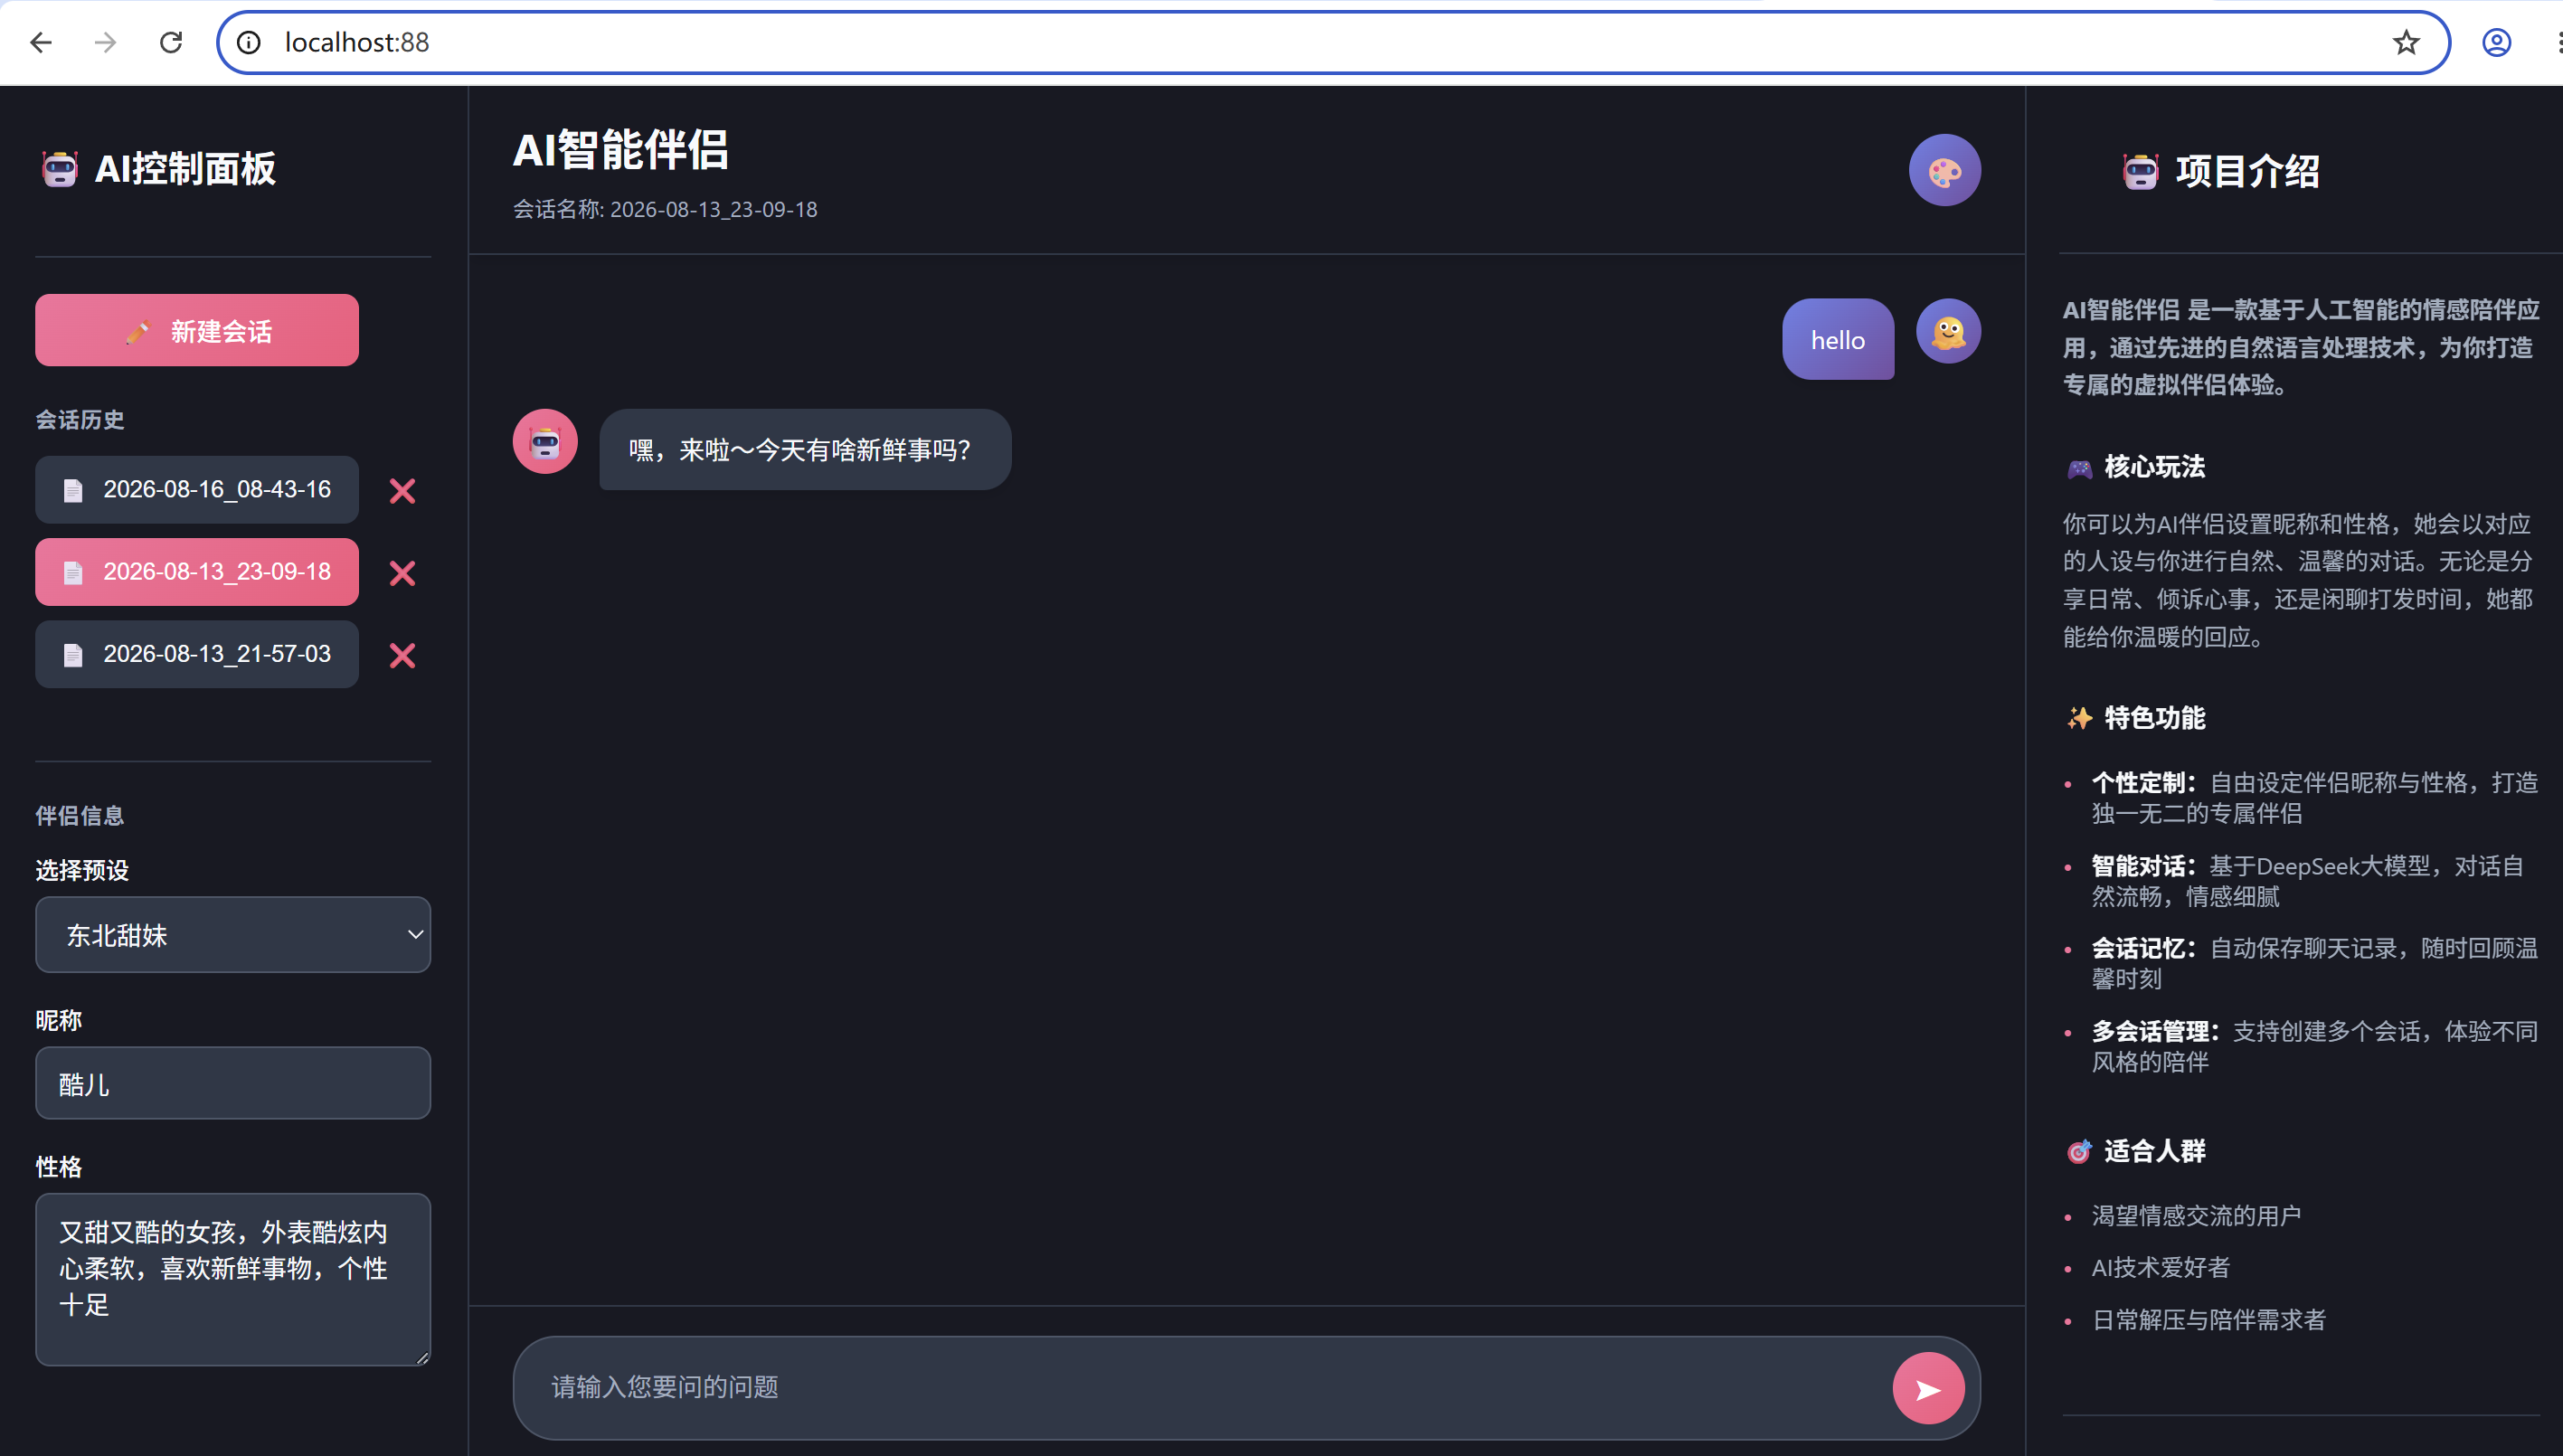 localhost:88
AI控制面板
新建会话
会话历史
2026-08-16_08-43-16
2026-08-13_23-09-18
2026-08-13_21-57-03
伴侣信息
选择预设
东北甜妹
昵称
酷儿
性格
又甜又酷的女孩，外表酷炫内
心柔软，喜欢新鲜事物，个性
十足
AI智能伴侣
会话名称: 2026-08-13_23-09-18
hello
嘿，来啦～今天有啥新鲜事吗？
请输入您要问的问题
项目介绍
AI智能伴侣 是一款基于人工智能的情感陪伴应
用，通过先进的自然语言处理技术，为你打造
专属的虚拟伴侣体验。
核心玩法
你可以为AI伴侣设置昵称和性格，她会以对应
的人设与你进行自然、温馨的对话。无论是分
享日常、倾诉心事，还是闲聊打发时间，她都
能给你温暖的回应。
特色功能
个性定制：自由设定伴侣昵称与性格，打造
独一无二的专属伴侣
智能对话：基于DeepSeek大模型，对话自
然流畅，情感细腻
会话记忆：自动保存聊天记录，随时回顾温
馨时刻
多会话管理：支持创建多个会话，体验不同
风格的陪伴
适合人群
渴望情感交流的用户
AI技术爱好者
日常解压与陪伴需求者